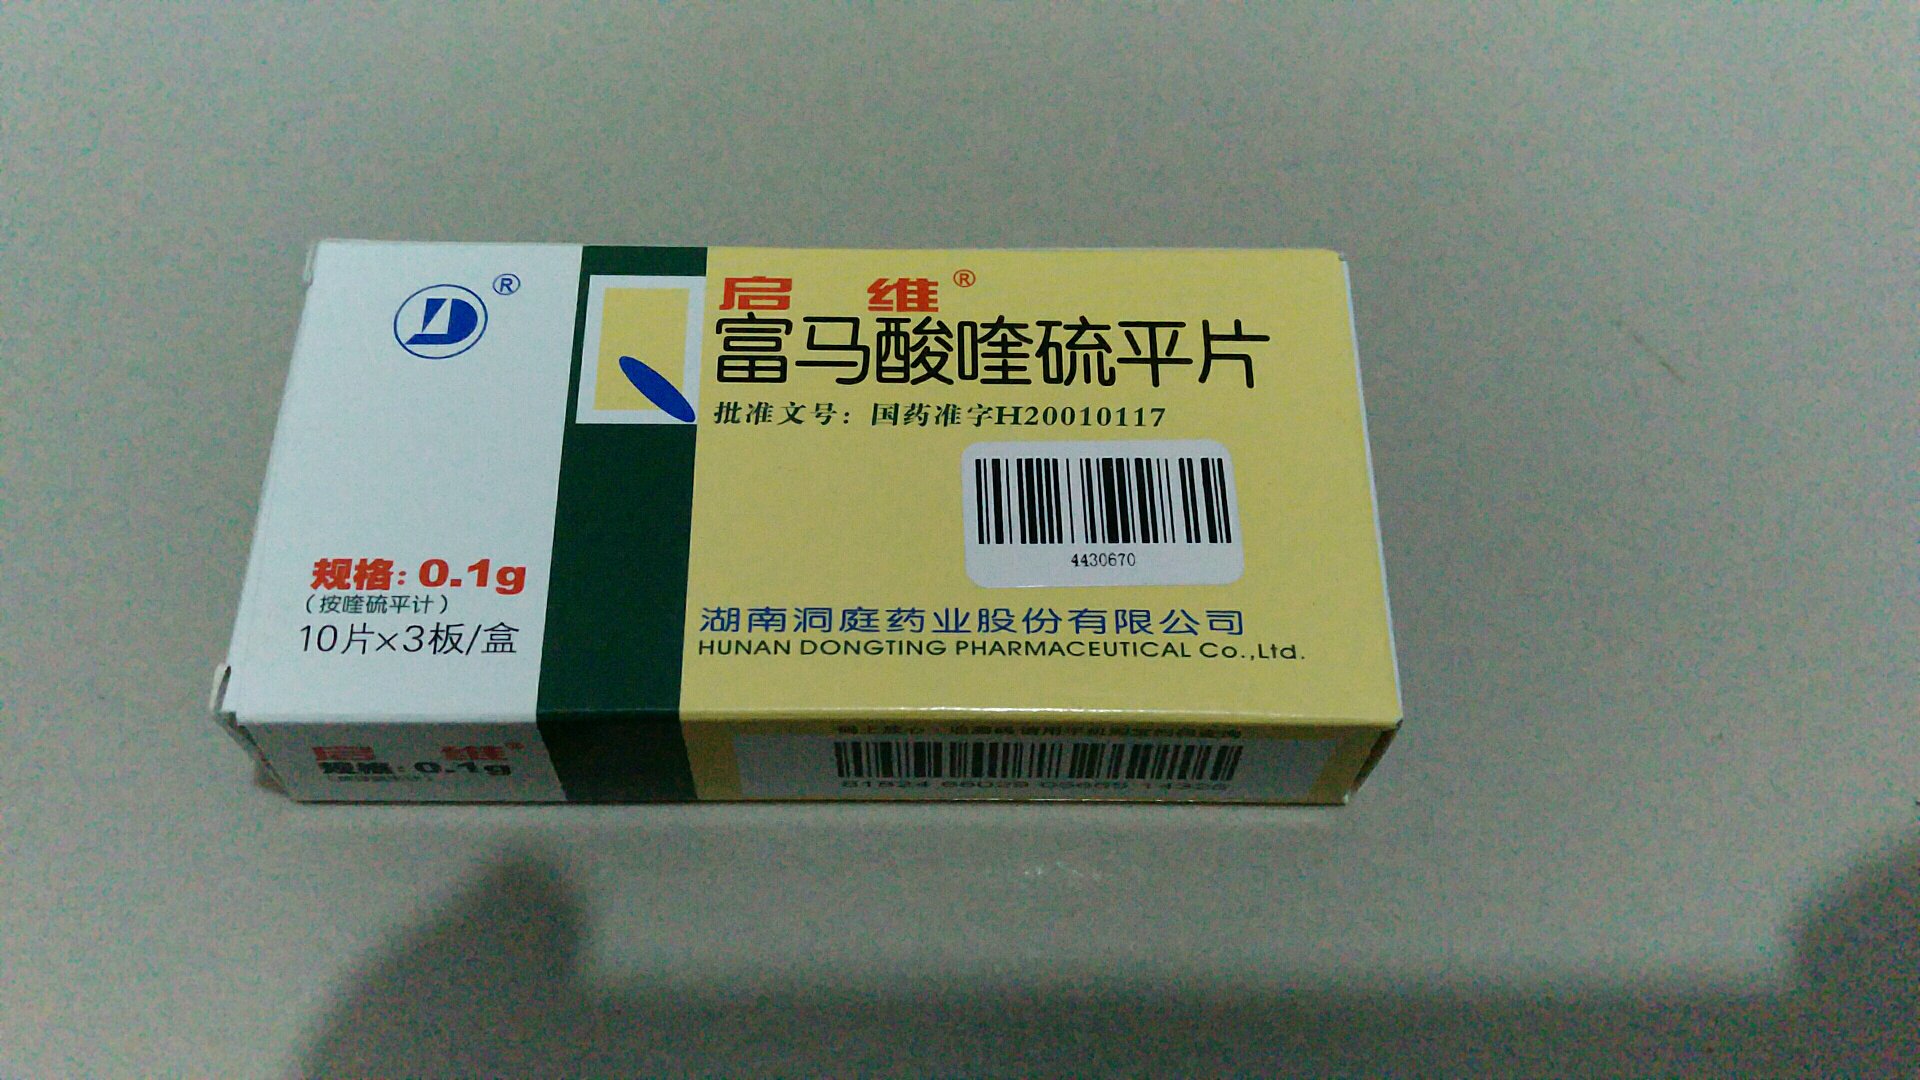 启 维®
富马酸喹硫平片
批准文号：国药准字H20010117
4430670
湖南洞庭药业股份有限公司
HUNAN DONGTING PHARMACEUTICAL Co.,Ltd.
®
规格：0.1g
（按喹硫平计）
10片×3板/盒
启 维®
规格：0.1g